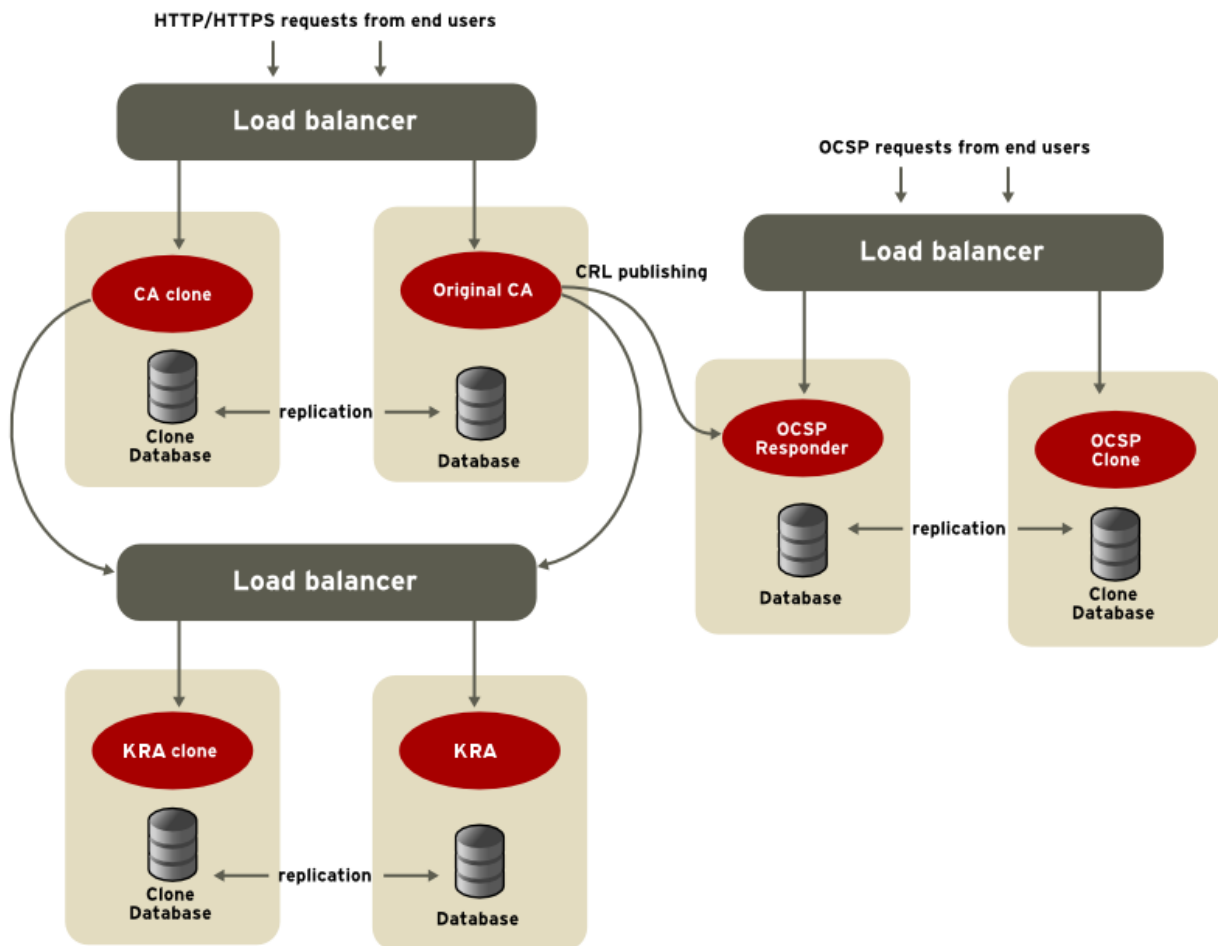 HTTP/HTTPS requests from end users
Load balancer
OCSP requests from end users
Load balancer
CA clone
Original CA
CRL publishing
Clone
Database
replication
Database
OCSP
Responder
OCSP
Clone
Database
replication
Clone
Database
Load balancer
KRA clone
KRA
Clone
Database
replication
Database